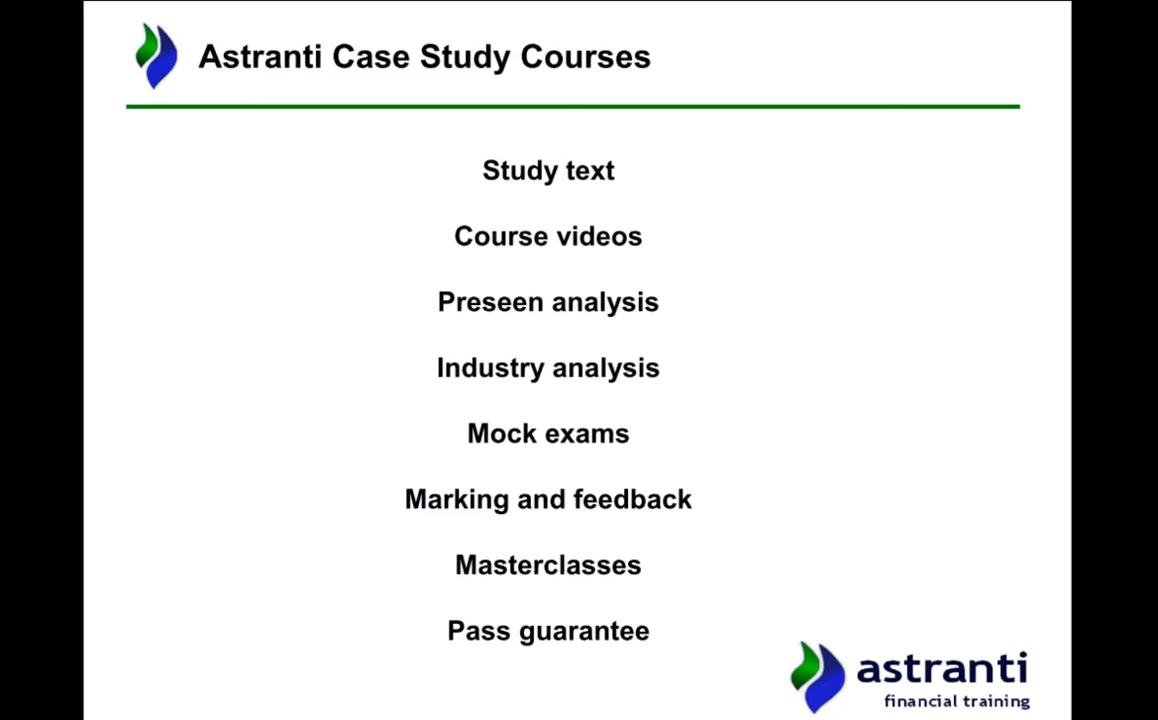 Astranti Case Study Courses
Study text
Course videos
Preseen analysis
Industry analysis
Mock exams
Marking and feedback
Masterclasses
Pass guarantee
astranti
financial training